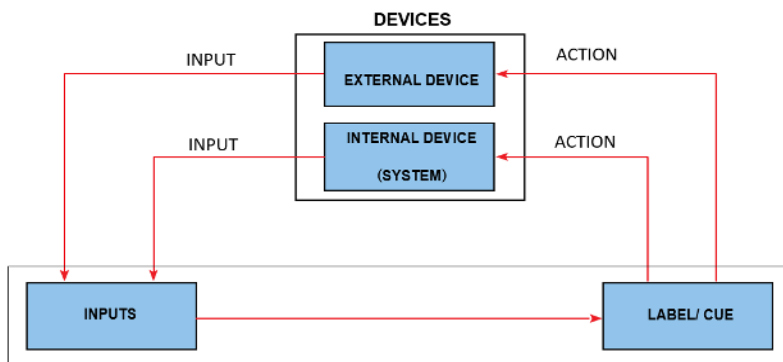 DEVICES
INPUT
ACTION
EXTERNAL DEVICE
INPUT
INTERNAL DEVICE
ACTION
(SYSTEM)
INPUTS
LABEL/ CUE